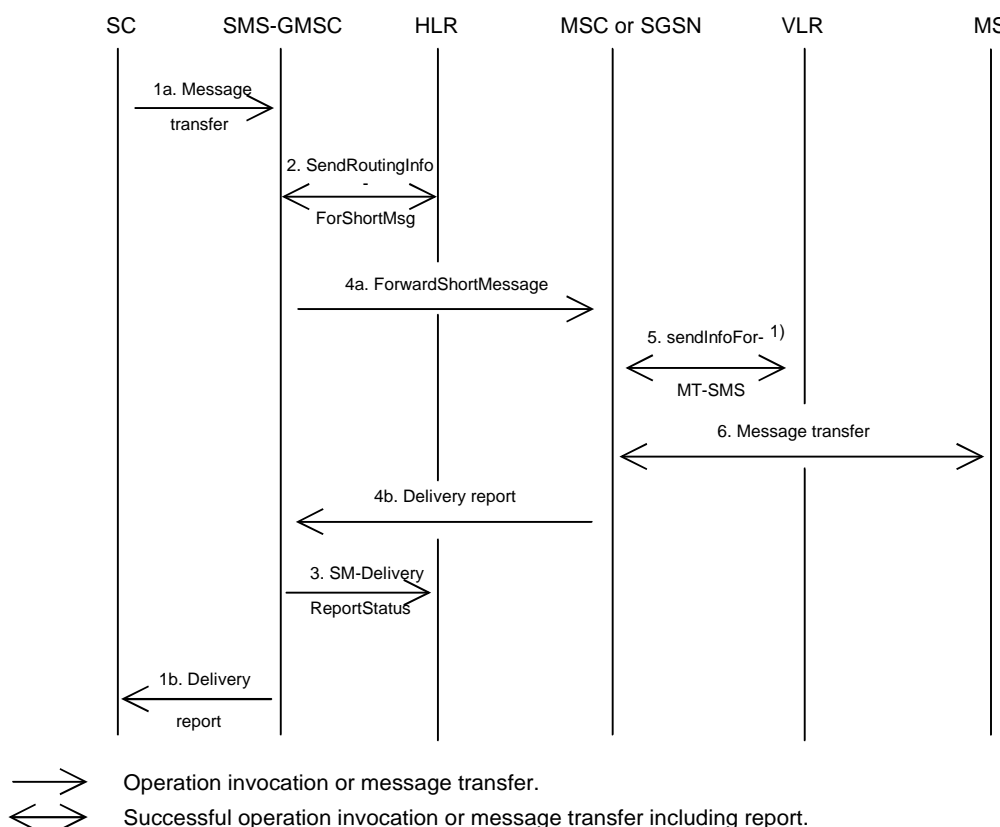 SC SMS-GMSC HLR MSC or SGSN VLR MS
1a. Message
transfer
2. SendRoutingInfo
-
ForShortMsg
4a. ForwardShortMessage
5. sendInfoFor- 1)
MT-SMS
6. Message transfer
4b. Delivery report
3. SM-Delivery
ReportStatus
1b. Delivery
report
Operation invocation or message transfer.
Successful operation invocation or message transfer including report.